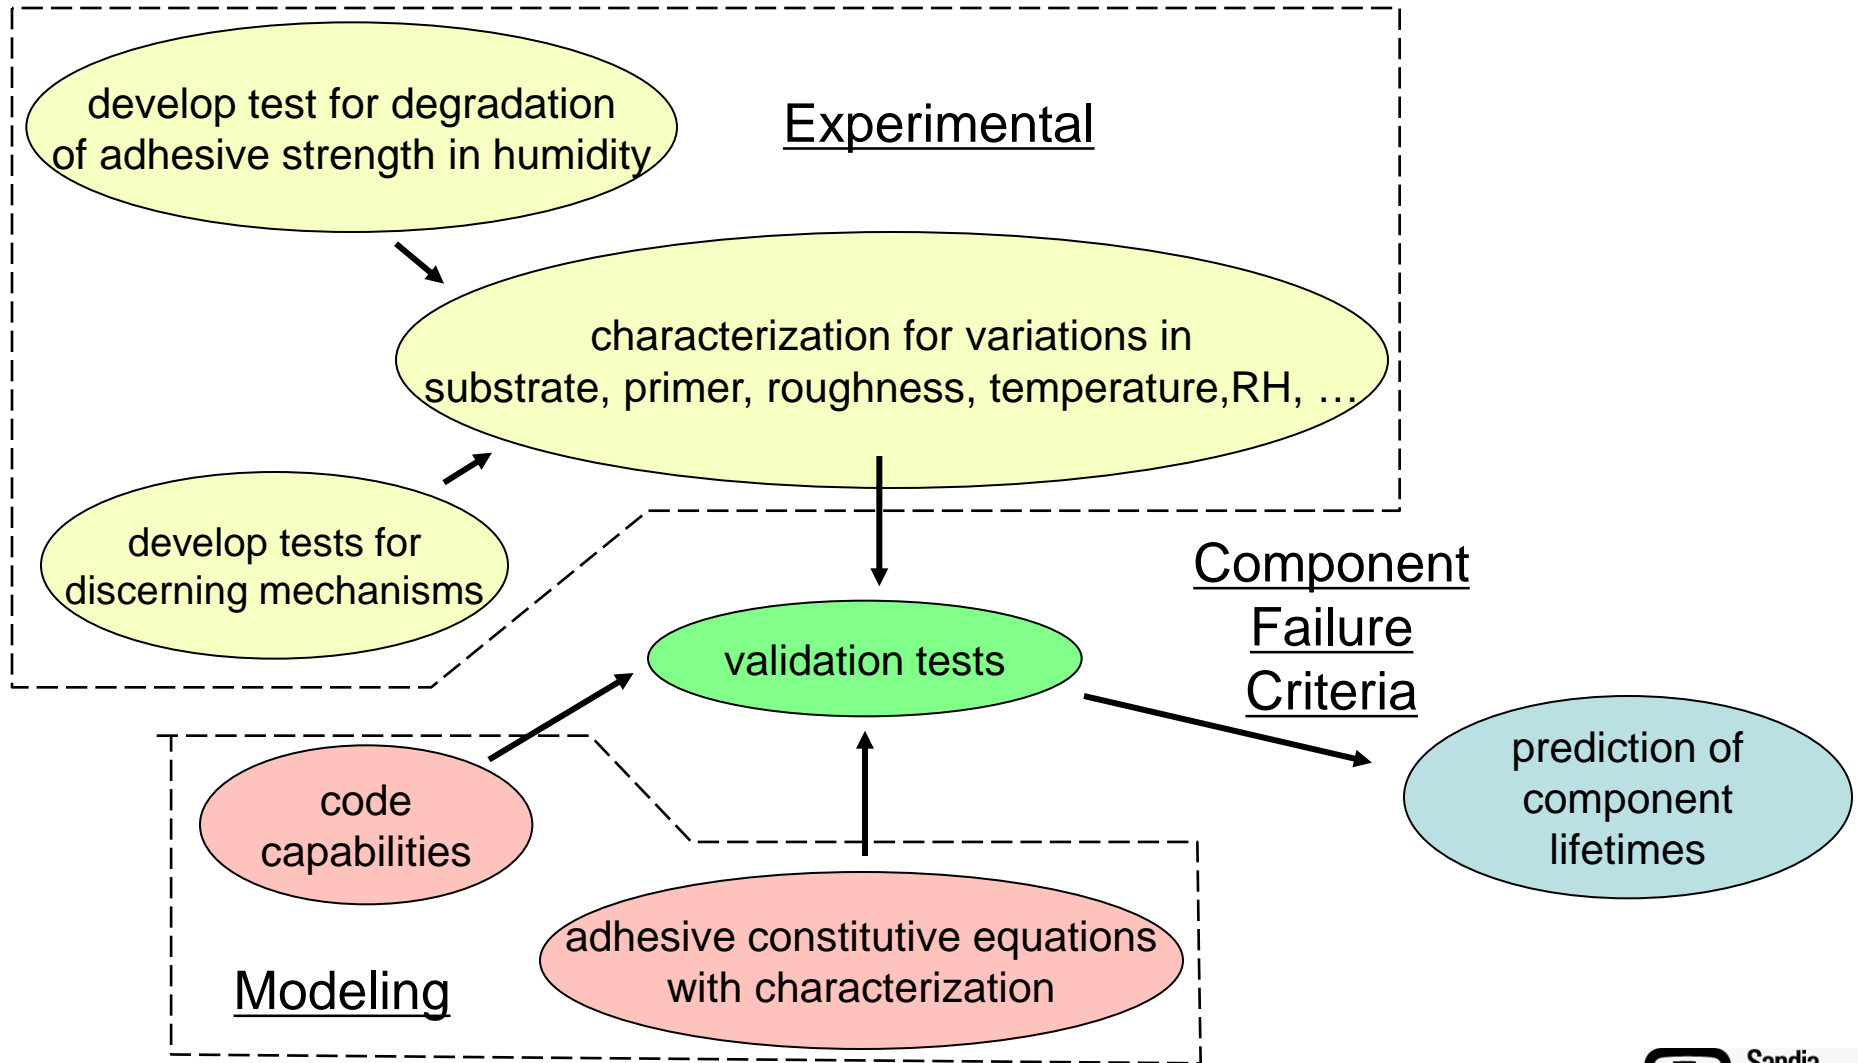 develop test for degradation
of adhesive strength in humidity
Experimental
characterization for variations in
substrate, primer, roughness, temperature,RH, …
develop tests for
discerning mechanisms
Component
Failure
Criteria
validation tests
prediction of
component
lifetimes
code
capabilities
adhesive constitutive equations
with characterization
Modeling
Sandia